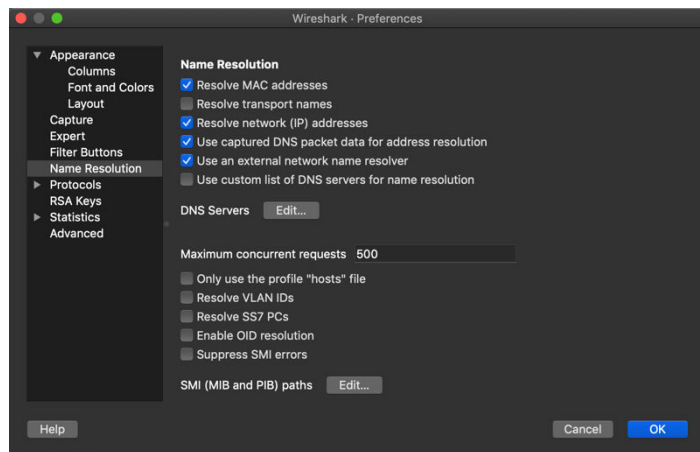 Wireshark · Preferences
Appearance
Columns
Font and Colors
Layout
Capture
Expert
Filter Buttons
Name Resolution
Protocols
RSA Keys
Statistics
Advanced
Name Resolution
Resolve MAC addresses
Resolve transport names
Resolve network (IP) addresses
Use captured DNS packet data for address resolution
Use an external network name resolver
Use custom list of DNS servers for name resolution
DNS Servers Edit...
Maximum concurrent requests 500
Only use the profile "hosts" file
Resolve VLAN IDs
Resolve SS7 PCs
Enable OID resolution
Suppress SMI errors
SMI (MIB and PIB) paths Edit...
Help Cancel OK